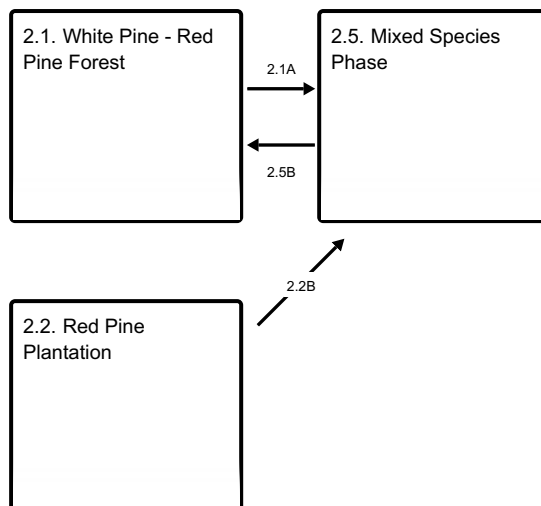 2.1. White Pine - Red
Pine Forest
2.1A
2.5B
2.5. Mixed Species
Phase
2.2B
2.2. Red Pine
Plantation